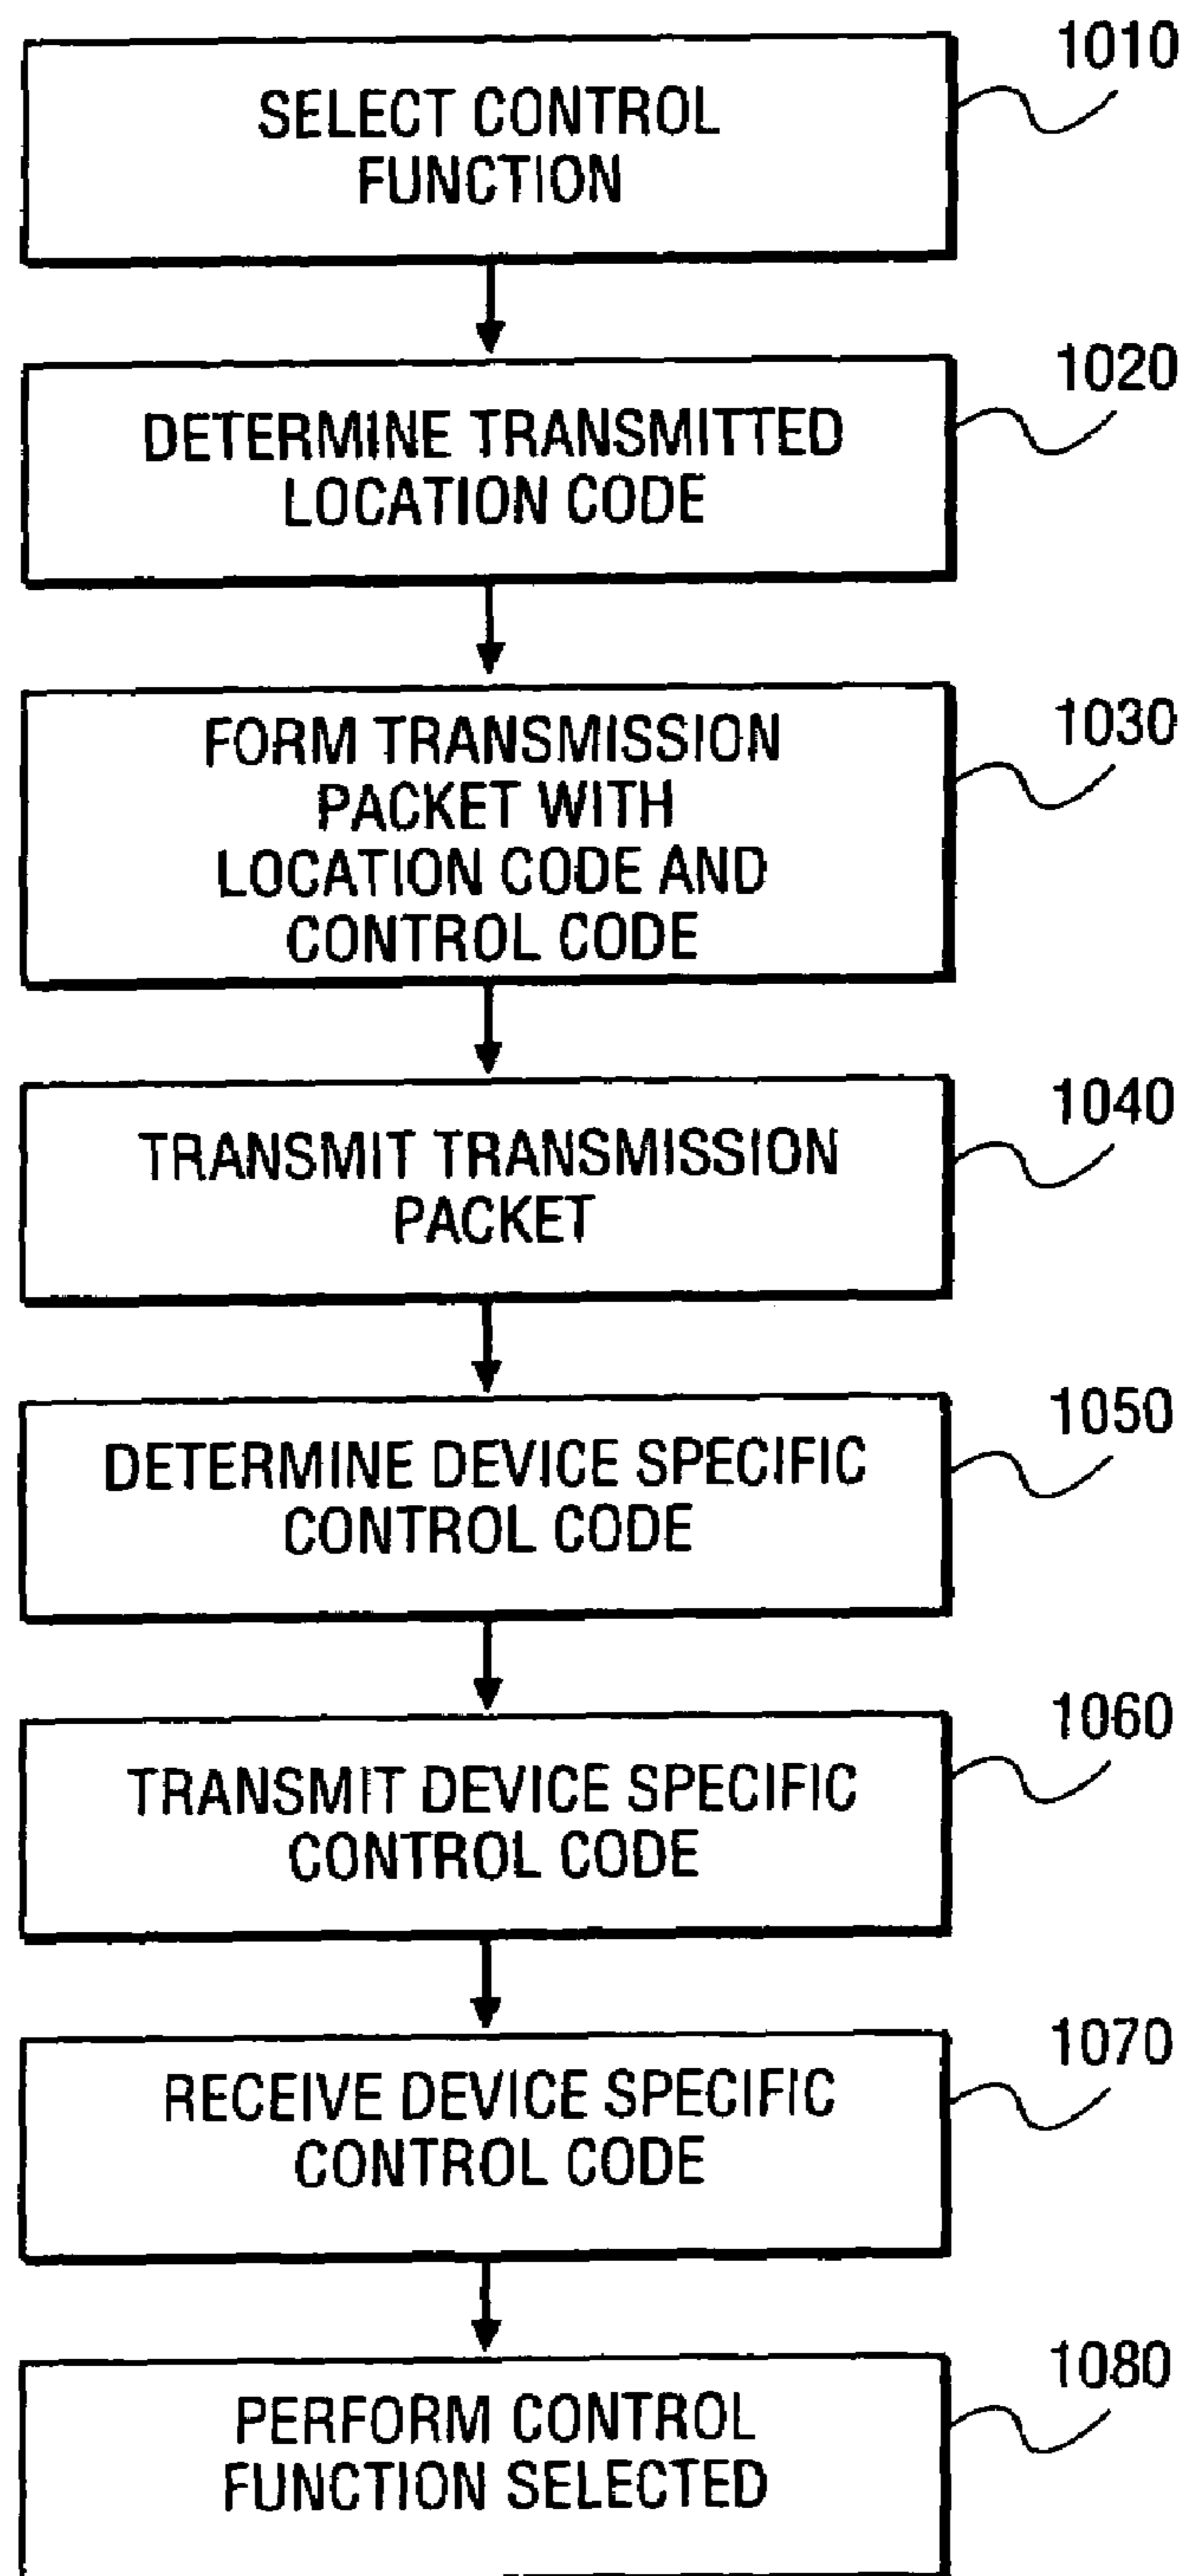 1010
SELECT CONTROL
FUNCTION
1020
DETERMINE TRANSMITTED
LOCATION CODE
1030
FORM TRANSMISSION
PACKET WITH
LOCATION CODE AND
CONTROL CODE
1040
TRANSMIT TRANSMISSION
PACKET
1050
DETERMINE DEVICE SPECIFIC
CONTROL CODE
1060
TRANSMIT DEVICE SPECIFIC
CONTROL CODE
1070
RECEIVE DEVICE SPECIFIC
CONTROL CODE
1080
PERFORM CONTROL
FUNCTION SELECTED